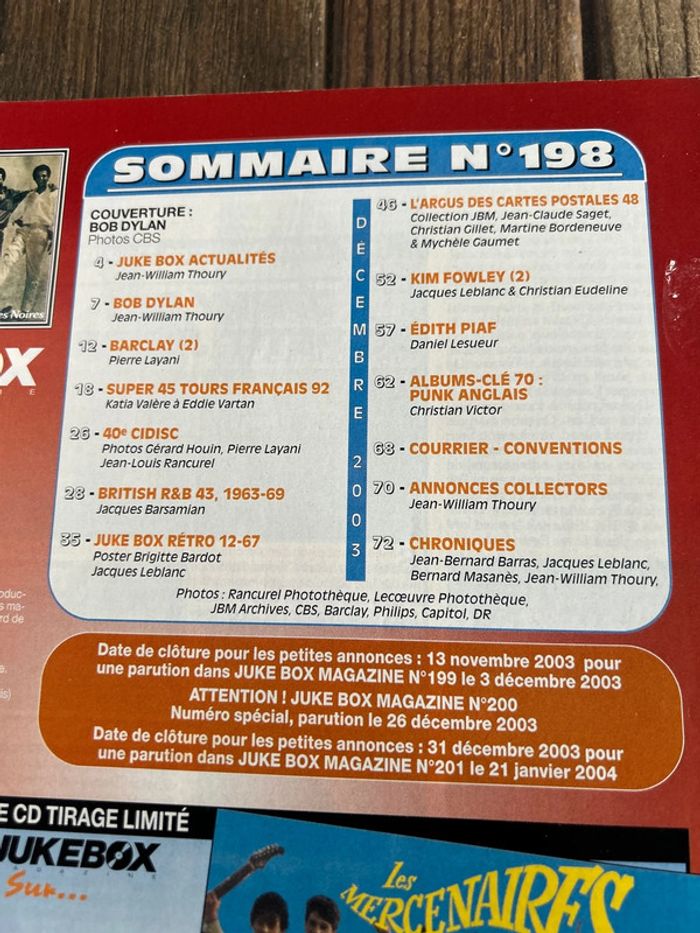 SOMMAIRE N°198
COUVERTURE :
BOB DYLAN
Photos CBS
4 - JUKE BOX ACTUALITÉS
Jean-William Thoury
7 - BOB DYLAN
Jean-William Thoury
12 - BARCLAY (2)
Pierre Layani
18 - SUPER 45 TOURS FRANÇAIS 92
Katia Valère à Eddie Vartan
26 - 40e CIDISC
Photos Gérard Houin, Pierre Layani
Jean-Louis Rancurel
28 - BRITISH R&B 43, 1963-69
Jacques Barsamian
35 - JUKE BOX RÉTRO 12-67
Poster Brigitte Bardot
Jacques Leblanc
DÉCEMBRE 2003
46 - L'ARGUS DES CARTES POSTALES 48
Collection JBM, Jean-Claude Saget,
Christian Gillet, Martine Bordeneuve
& Mychèle Gaumet
52 - KIM FOWLEY (2)
Jacques Leblanc & Christian Eudeline
57 - ÉDITH PIAF
Daniel Lesueur
62 - ALBUMS-CLÉ 70 :
PUNK ANGLAIS
Christian Victor
68 - COURRIER - CONVENTIONS
70 - ANNONCES COLLECTORS
Jean-William Thoury
72 - CHRONIQUES
Jean-Bernard Barras, Jacques Leblanc,
Bernard Masanès, Jean-William Thoury,
Photos : Rancurel Photothèque, Lecœuvre Photothèque,
JBM Archives, CBS, Barclay, Philips, Capitol, DR
Date de clôture pour les petites annonces : 13 novembre 2003 pour
une parution dans JUKE BOX MAGAZINE N°199 le 3 décembre 2003
ATTENTION ! JUKE BOX MAGAZINE N°200
Numéro spécial, parution le 26 décembre 2003
Date de clôture pour les petites annonces : 31 décembre 2003 pour
une parution dans JUKE BOX MAGAZINE N°201 le 21 janvier 2004
es Noires
OX
E
oduc-
s ma-
rd de
e.
is)
E CD TIRAGE LIMITÉ
JUKEBOX
MAGAZINE
Sur...
les
MERCENAIRES